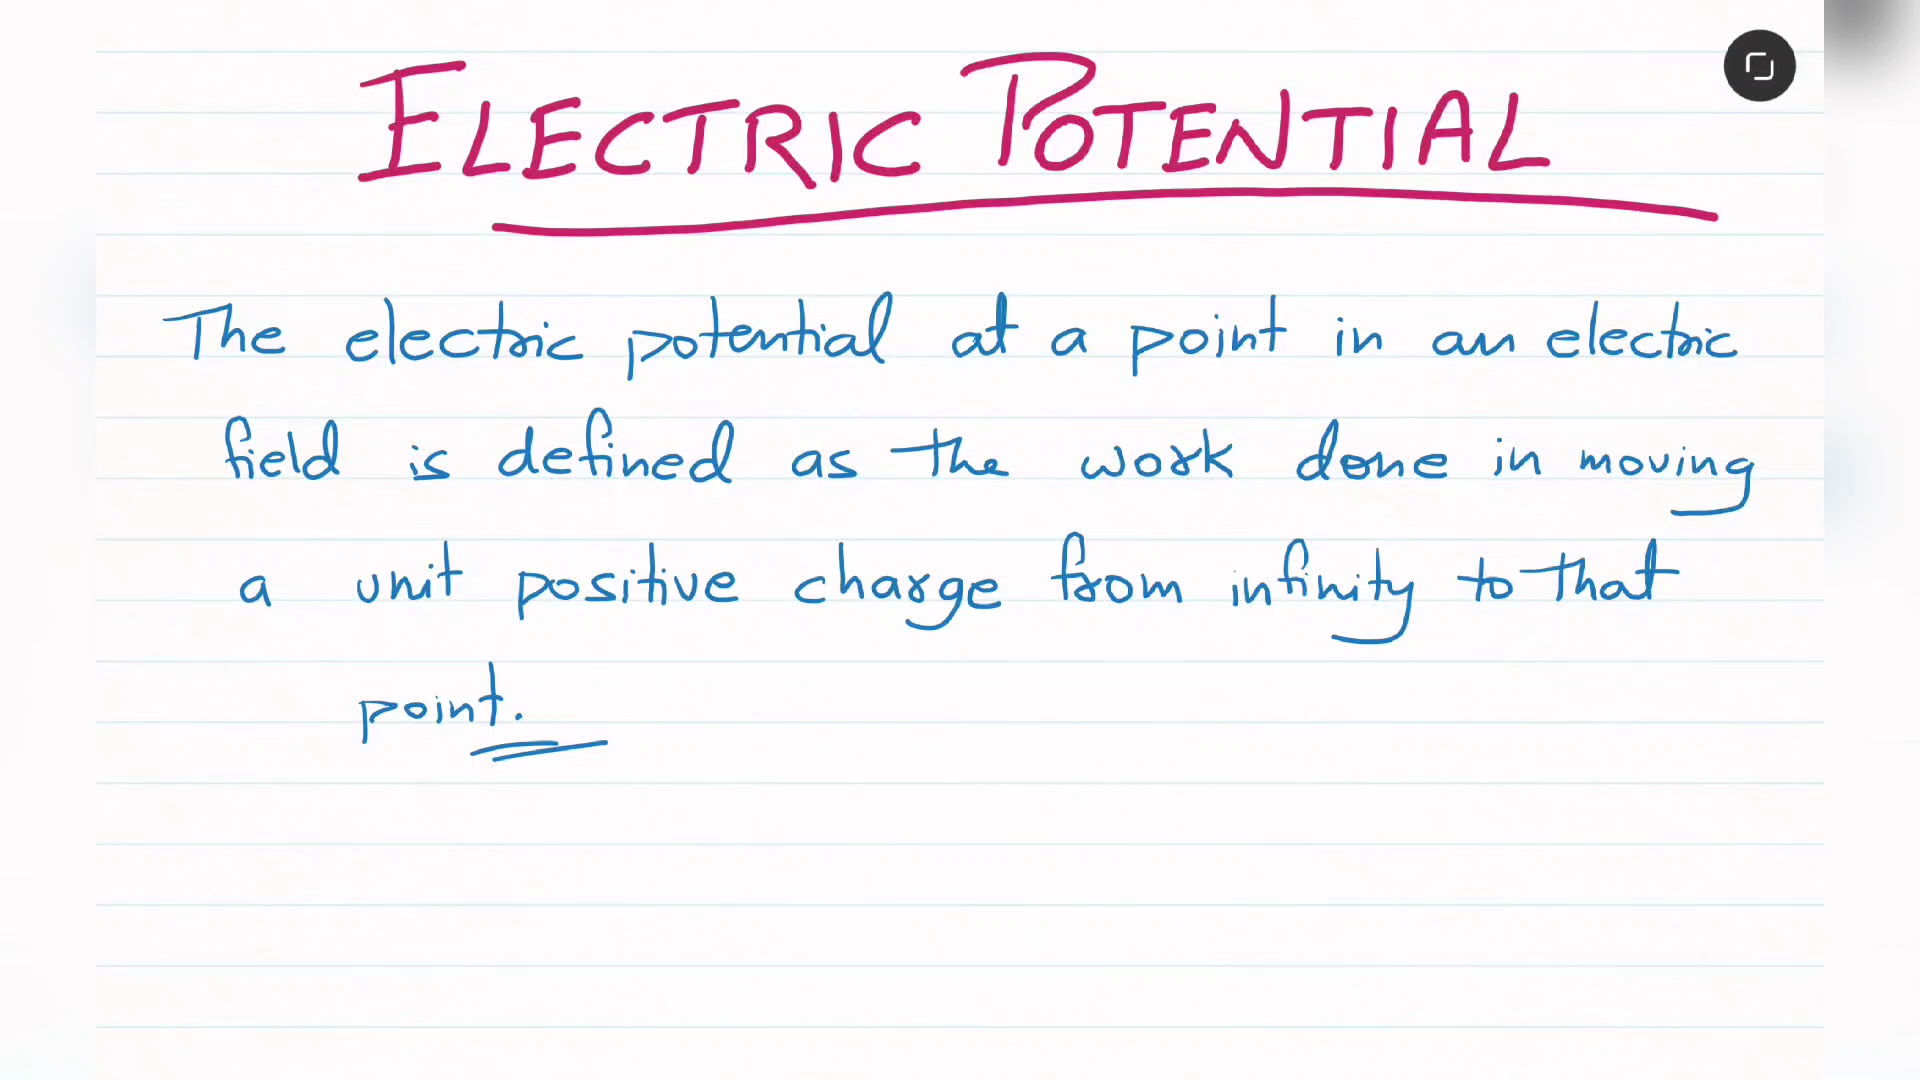 ELECTRIC POTENTIAL
The electric potential at a point in an electric
field is defined as the work done in moving
a unit positive charge from infinity to that
point.